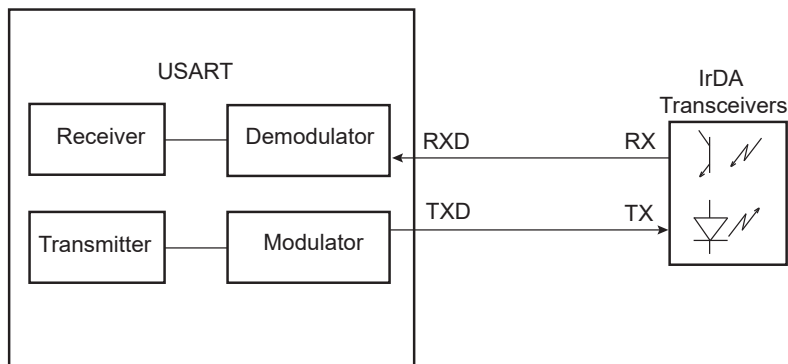 USART
IrDA
Transceivers
Receiver
Demodulator
RXD
RX
Transmitter
Modulator
TXD
TX